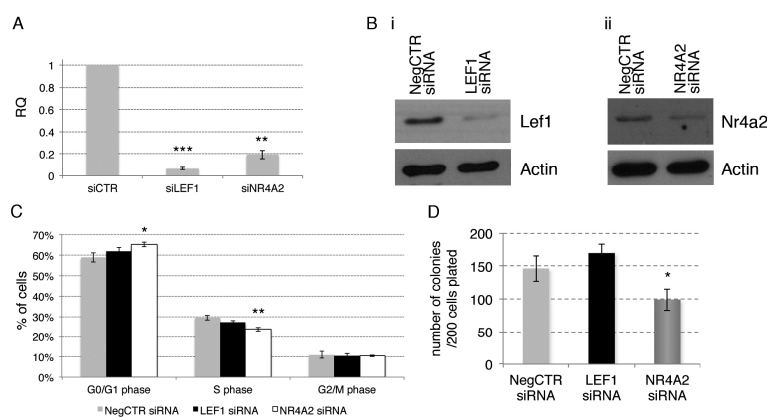 A
RQ
1
0.8
0.6
0.4
0.2
0
***
**
siCTR siLEF1 siNR4A2
B i ii
NegCTR siRNA
LEF1 siRNA
Lef1
Actin
NegCTR siRNA
NR4A2 siRNA
Nr4a2
Actin
C
% of cells
70%
60%
50%
40%
30%
20%
10%
0%
*
**
G0/G1 phase S phase G2/M phase
NegCTR siRNA LEF1 siRNA NR4A2 siRNA
D
number of colonies
/200 cells plated
200
150
100
50
0
*
NegCTR siRNA
LEF1 siRNA
NR4A2 siRNA